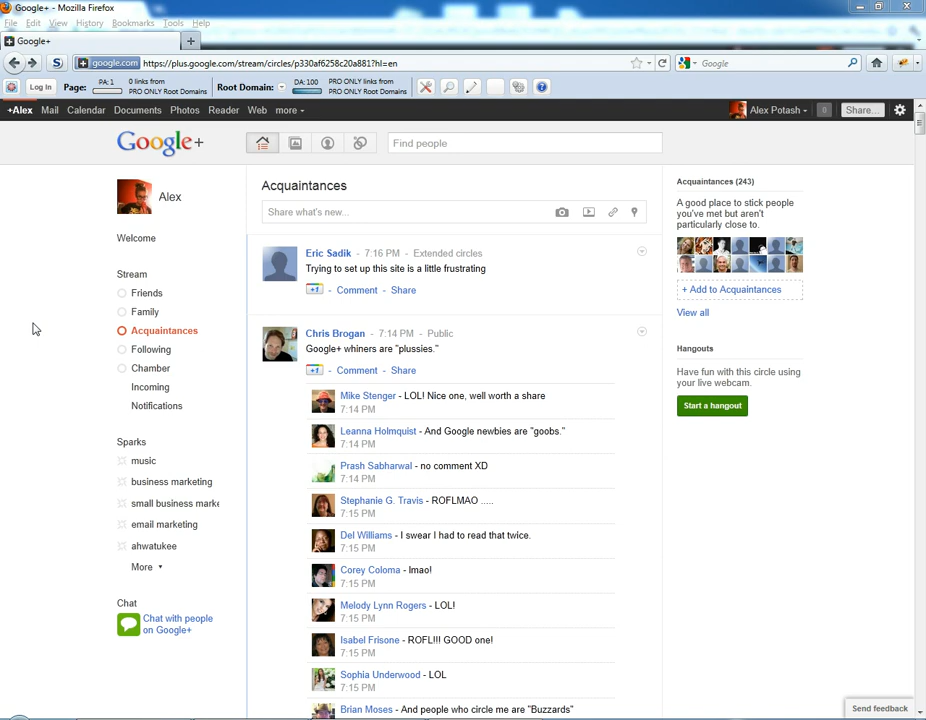 Google+ - Mozilla Firefox
File Edit View History Bookmarks Tools Help
Google+
google.com https://plus.google.com/stream/circles/p330af6258c20a881?hl=en
Google
Log In
Page:
PA: 1
0 links from
PRO ONLY Root Domains
Root Domain:
DA: 100
PRO ONLY links from
PRO ONLY Root Domains
+Alex Mail Calendar Documents Photos Reader Web more
Alex Potash 0 Share...
Google+
Find people
Alex
Welcome
Stream
Friends
Family
Acquaintances
Following
Chamber
Incoming
Notifications
Sparks
music
business marketing
small business marke
email marketing
ahwatukee
More
Chat
Chat with people
on Google+
Acquaintances
Share what's new...
Eric Sadik - 7:16 PM - Extended circles
Trying to set up this site is a little frustrating
+1 - Comment - Share
Chris Brogan - 7:14 PM - Public
Google+ whiners are "plussies."
+1 - Comment - Share
Mike Stenger - LOL! Nice one, well worth a share
7:14 PM
Leanna Holmquist - And Google newbies are "goobs."
7:14 PM
Prash Sabharwal - no comment XD
7:14 PM
Stephanie G. Travis - ROFLMAO .....
7:15 PM
Del Williams - I swear I had to read that twice.
7:15 PM
Corey Coloma - lmao!
7:15 PM
Melody Lynn Rogers - LOL!
7:15 PM
Isabel Frisone - ROFL!!! GOOD one!
7:15 PM
Sophia Underwood - LOL
7:15 PM
Brian Moses - And people who circle me are "Buzzards"
Acquaintances (243)
A good place to stick people
you've met but aren't
particularly close to.
+ Add to Acquaintances
View all
Hangouts
Have fun with this circle using
your live webcam.
Start a hangout
Send feedback